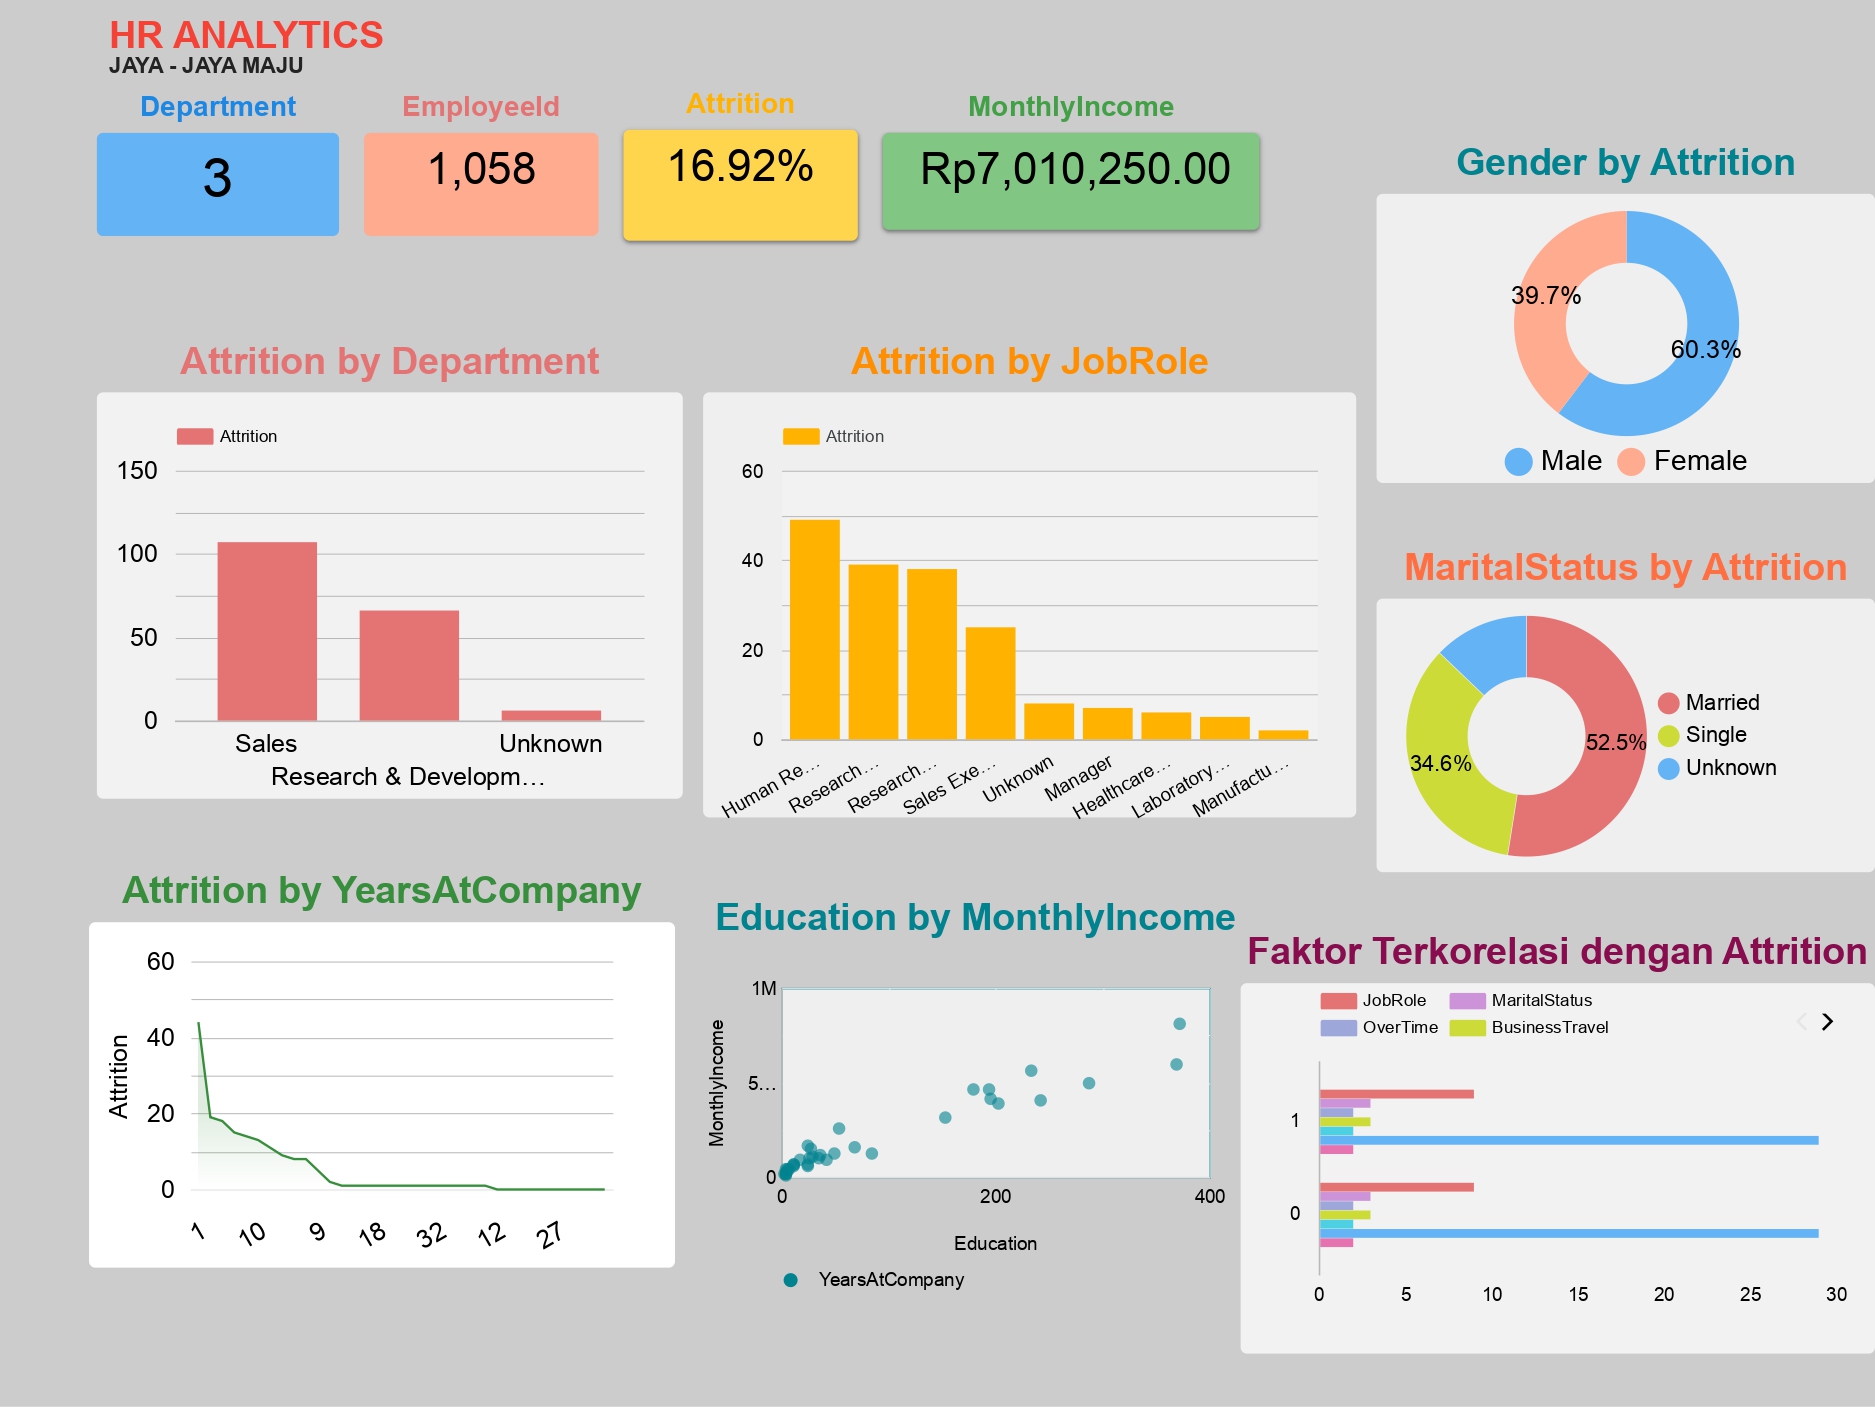 HR ANALYTICS
JAYA - JAYA MAJU
Department
3
EmployeeId
1,058
Attrition
16.92%
MonthlyIncome
Rp7,010,250.00
Gender by Attrition
39.7%
60.3%
Male
Female
Attrition by Department
Attrition
150
100
50
0
Sales
Unknown
Research & Developm…
Attrition by JobRole
Attrition
60
40
20
0
Human Re…
Research…
Research…
Sales Exe…
Unknown
Manager
Healthcare…
Laboratory…
Manufactu…
MaritalStatus by Attrition
52.5%
34.6%
Married
Single
Unknown
Attrition by YearsAtCompany
Attrition
60
40
20
0
1
10
9
18
32
12
27
Education by MonthlyIncome
MonthlyIncome
1M
5…
0
0
200
400
Education
YearsAtCompany
Faktor Terkorelasi dengan Attrition
JobRole
MaritalStatus
OverTime
BusinessTravel
1
0
0
5
10
15
20
25
30